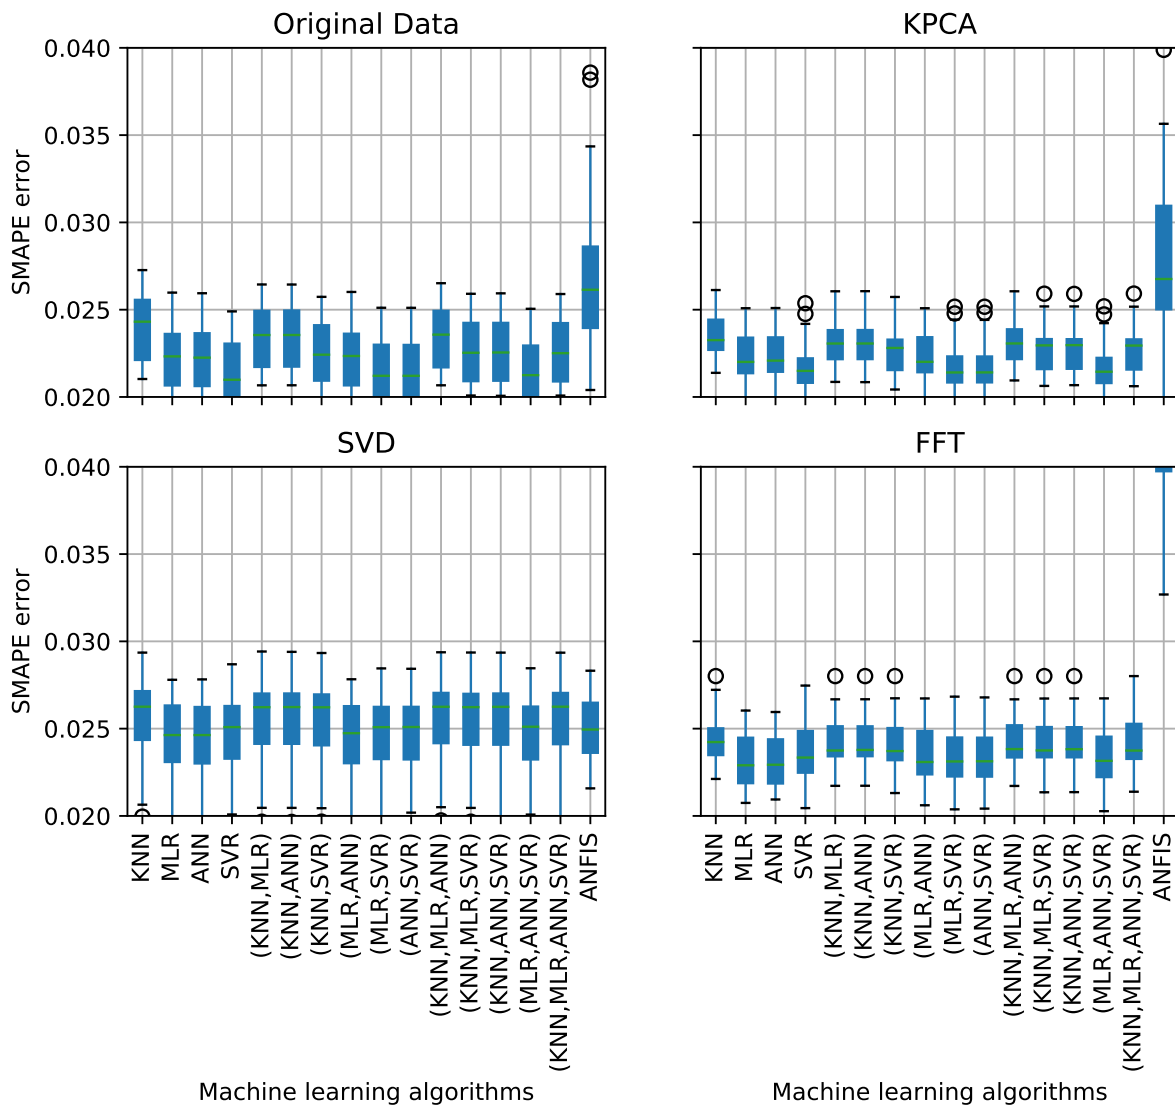 Original Data
KPCA
SMAPE error
0.040
0.035
0.030
0.025
0.020
SVD
FFT
SMAPE error
0.040
0.035
0.030
0.025
0.020
KNN
MLR
ANN
SVR
(KNN,MLR)
(KNN,ANN)
(KNN,SVR)
(MLR,ANN)
(MLR,SVR)
(ANN,SVR)
(KNN,MLR,ANN)
(KNN,MLR,SVR)
(KNN,ANN,SVR)
(MLR,ANN,SVR)
(KNN,MLR,ANN,SVR)
ANFIS
KNN
MLR
ANN
SVR
(KNN,MLR)
(KNN,ANN)
(KNN,SVR)
(MLR,ANN)
(MLR,SVR)
(ANN,SVR)
(KNN,MLR,ANN)
(KNN,MLR,SVR)
(KNN,ANN,SVR)
(MLR,ANN,SVR)
(KNN,MLR,ANN,SVR)
ANFIS
Machine learning algorithms
Machine learning algorithms